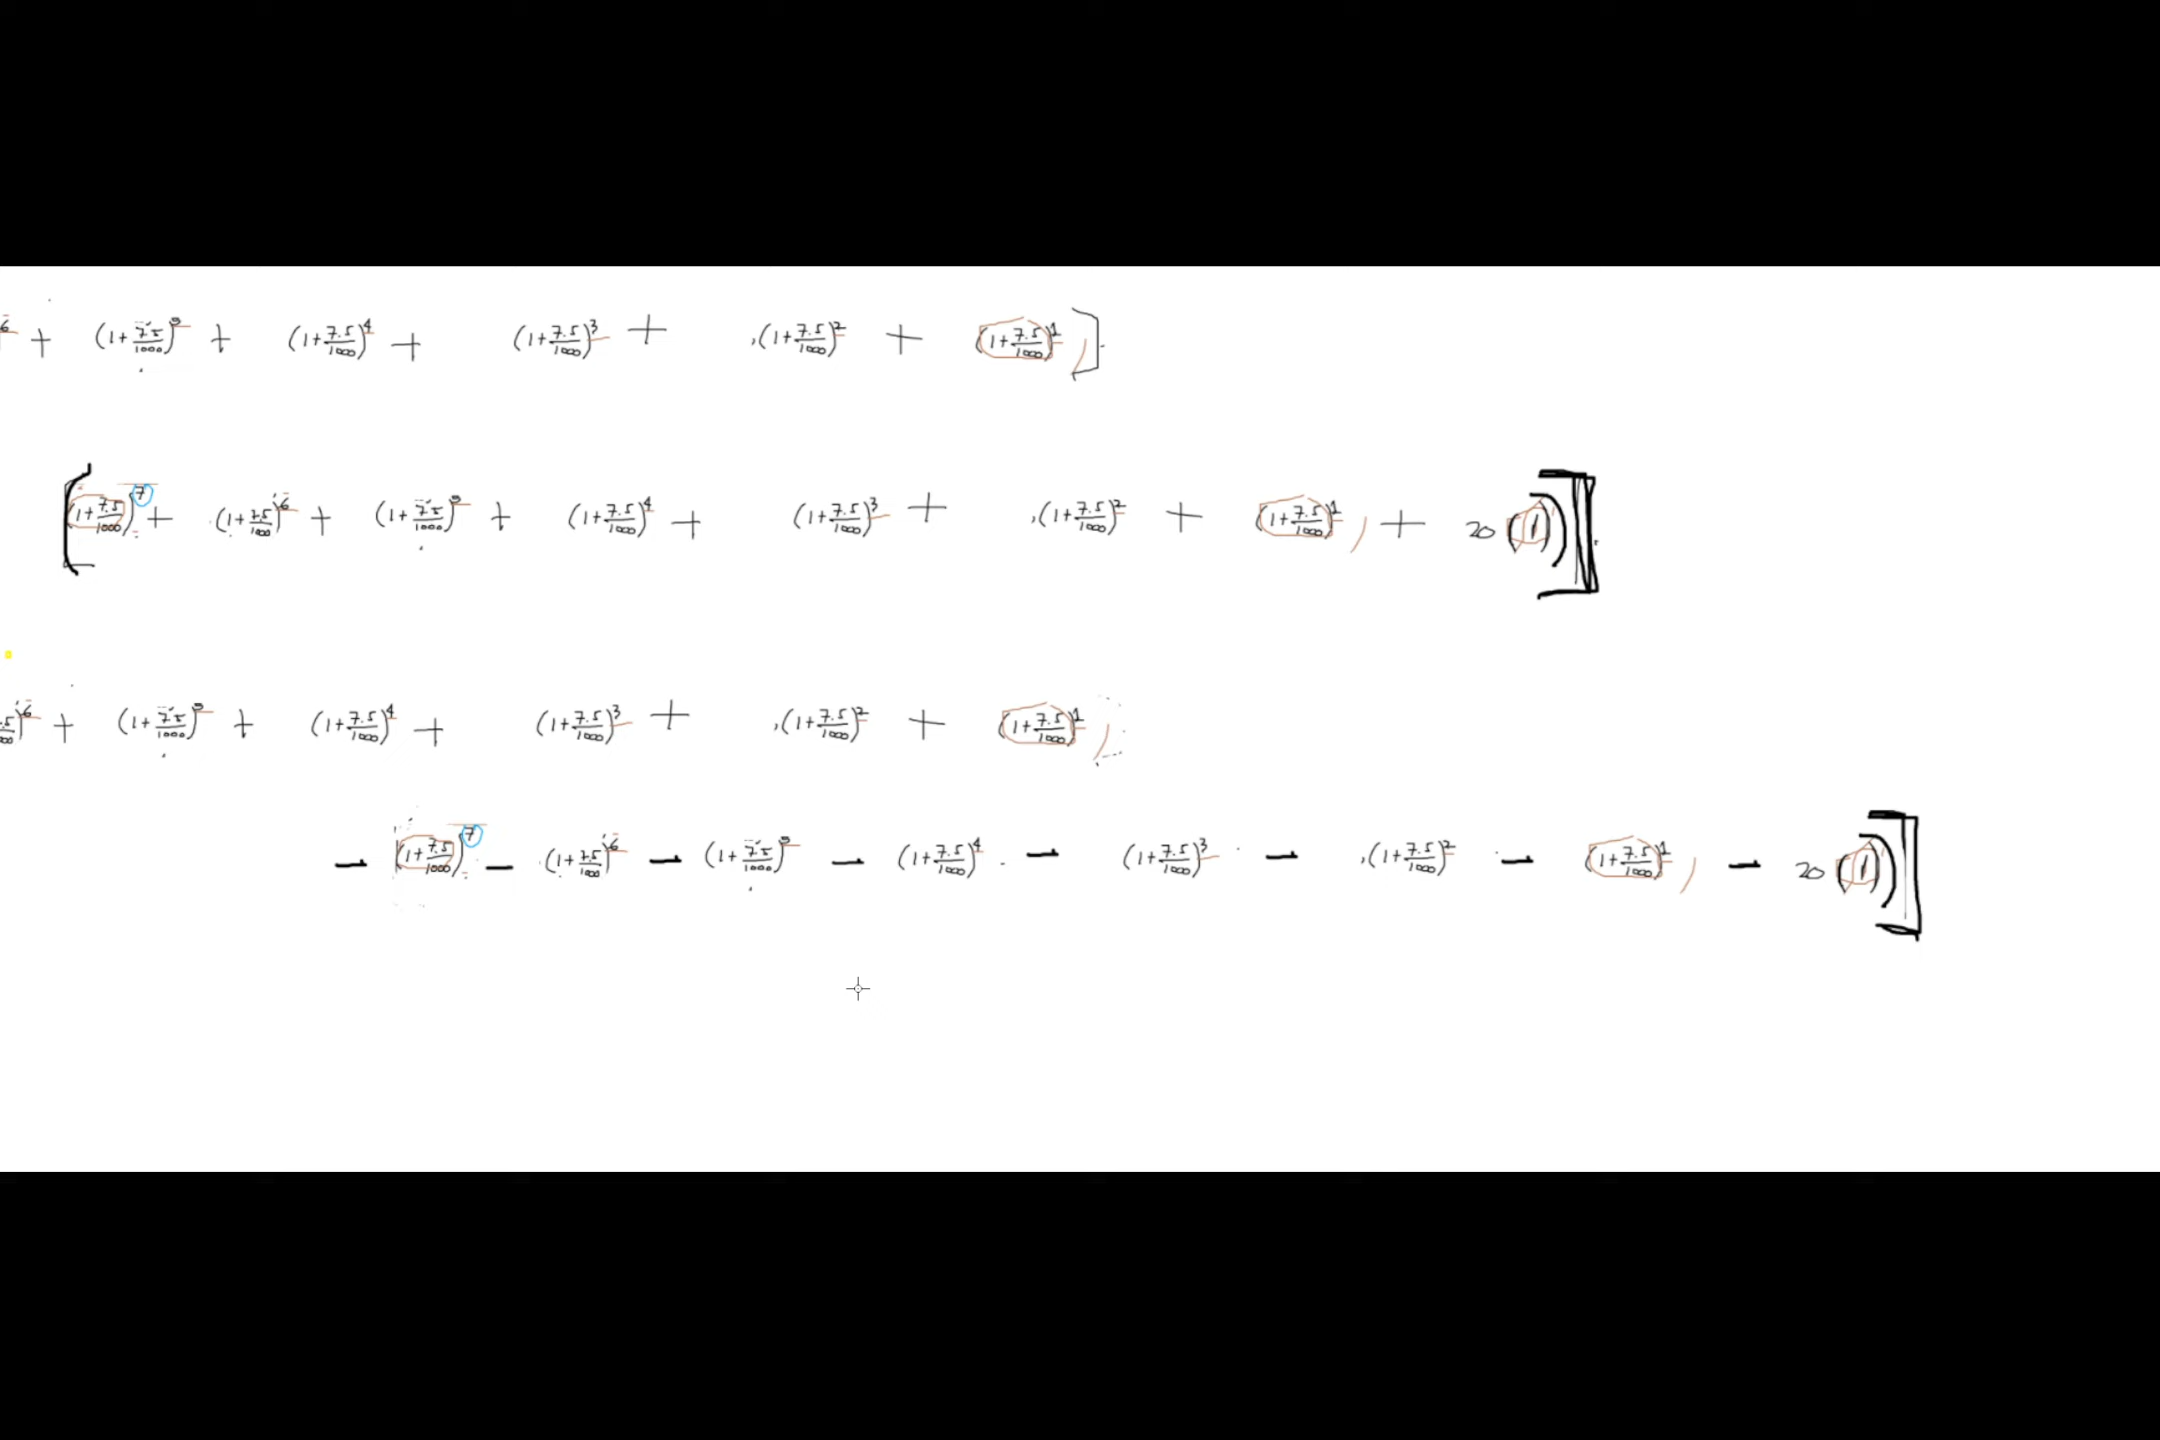 6 + (1+7.5/1000)^5 + (1+7.5/1000)^4 + (1+7.5/1000)^3 + (1+7.5/1000)^2 + (1+7.5/1000)^1 ]
[ (1+7.5/1000)^7 + (1+7.5/1000)^6 + (1+7.5/1000)^5 + (1+7.5/1000)^4 + (1+7.5/1000)^3 + (1+7.5/1000)^2 + (1+7.5/1000)^1 + 20 (1) ) ]
)^6 + (1+7.5/1000)^5 + (1+7.5/1000)^4 + (1+7.5/1000)^3 + (1+7.5/1000)^2 + (1+7.5/1000)^1
- (1+7.5/1000)^7 - (1+7.5/1000)^6 - (1+7.5/1000)^5 - (1+7.5/1000)^4 - (1+7.5/1000)^3 - (1+7.5/1000)^2 - (1+7.5/1000)^1 - 20 (1) ) ]